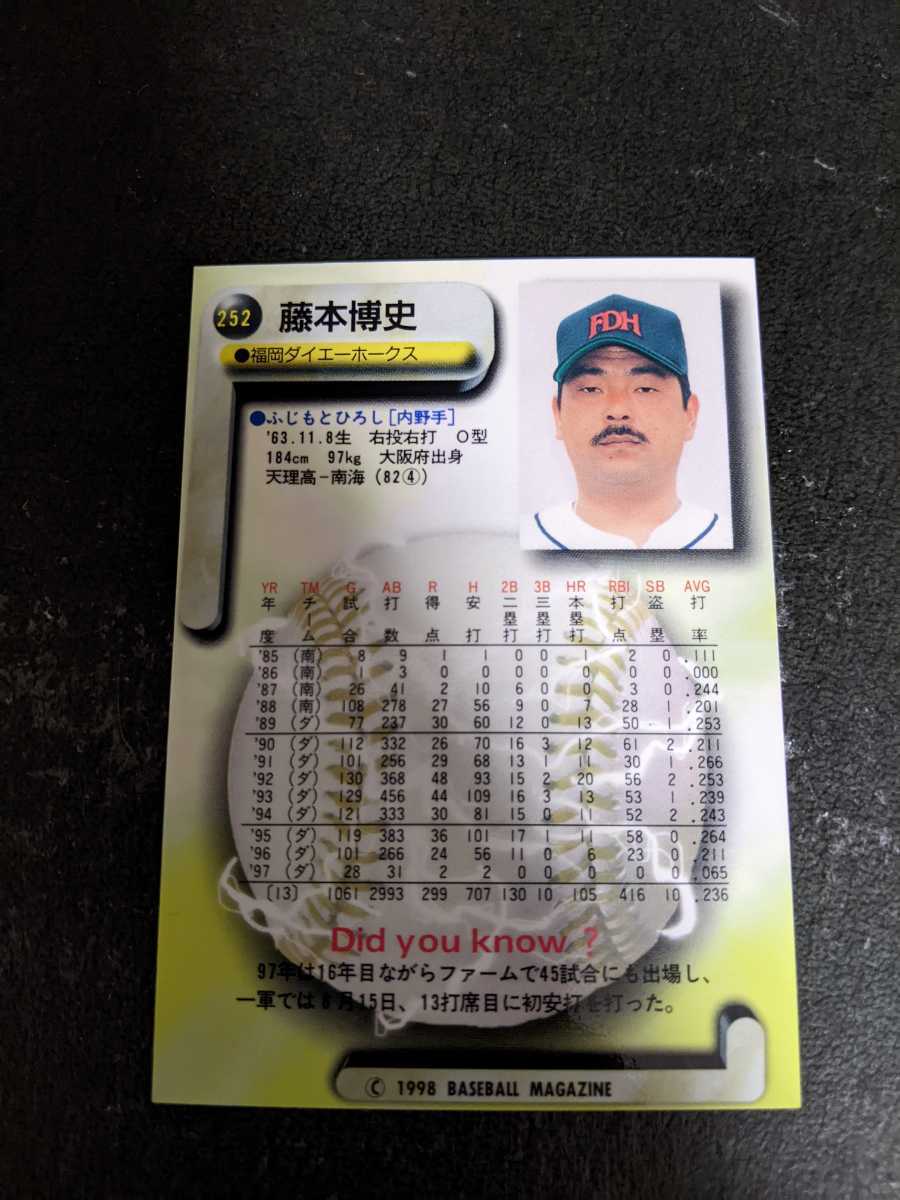 252 藤本博史
●福岡ダイエーホークス
FDH
●ふじもとひろし[内野手]
'63.11.8生 右投右打 O型
184cm 97kg 大阪府出身
天理高-南海(82④)
YR TM G AB R H 2B 3B HR RBI SB AVG
年度 チーム 試合 打数 得点 安打 二塁打 三塁打 本塁打 打点 盗塁 打率
'85 (南) 8 9 1 1 0 0 1 2 0 .111
'86 (南) 1 3 0 0 0 0 0 0 0 .000
'87 (南) 26 41 2 10 6 0 0 3 0 .244
'88 (南) 108 278 27 56 9 0 7 28 1 .201
'89 (ダ) 77 237 30 60 12 0 13 50 1 .253
'90 (ダ) 112 332 26 70 16 3 12 61 2 .211
'91 (ダ) 101 256 29 68 13 1 11 30 1 .266
'92 (ダ) 130 368 48 93 15 2 20 56 2 .253
'93 (ダ) 129 456 44 109 16 3 13 53 1 .239
'94 (ダ) 121 333 30 81 15 0 11 52 2 .243
'95 (ダ) 119 383 36 101 17 1 11 58 0 .264
'96 (ダ) 101 266 24 56 11 0 6 23 0 .211
'97 (ダ) 28 31 2 2 0 0 0 0 0 .065
〔13〕 1061 2993 299 707 130 10 105 416 10 .236
Did you know ?
97年は16年目ながらファームで45試合にも出場し、
一軍では8月15日、13打席目に初安打を打った。
© 1998 BASEBALL MAGAZINE